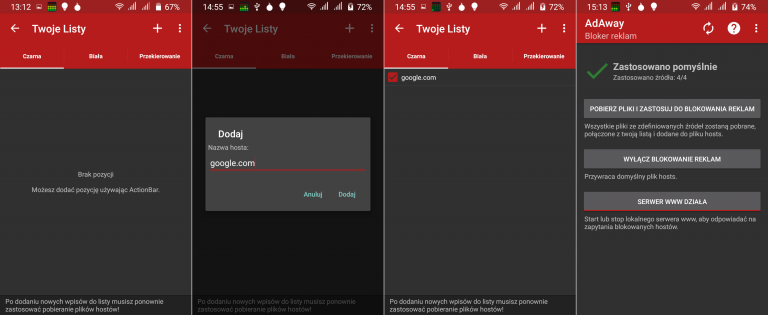 13:12
67%
Twoje Listy
Czarna
Biała
Przekierowanie
Brak pozycji
Możesz dodać pozycję używając ActionBar.
Po dodaniu nowych wpisów do listy musisz ponownie
zastosować pobieranie plików hostów!
14:55
72%
Twoje Listy
Czarna
Biała
Przekierowanie
Dodaj
Nazwa hosta:
google.com
Anuluj
Dodaj
Po dodaniu nowych wpisów do listy musisz ponownie
zastosować pobieranie plików hostów!
14:55
72%
Twoje Listy
Czarna
Biała
Przekierowanie
google.com
Po dodaniu nowych wpisów do listy musisz ponownie
zastosować pobieranie plików hostów!
15:13
74%
AdAway
Bloker reklam
Zastosowano pomyślnie
Zastosowano źródła: 4/4
POBIERZ PLIKI I ZASTOSUJ DO BLOKOWANIA REKLAM
Wszystkie pliki ze zdefiniowanych źródeł zostaną pobrane,
połączone z twoją listą i dodane do pliku hosts.
WYŁĄCZ BLOKOWANIE REKLAM
Przywraca domyślny plik hosts.
SERWER WWW DZIAŁA
Start lub stop lokalnego serwera www, aby odpowiadać na
zapytania blokowanych hostów.